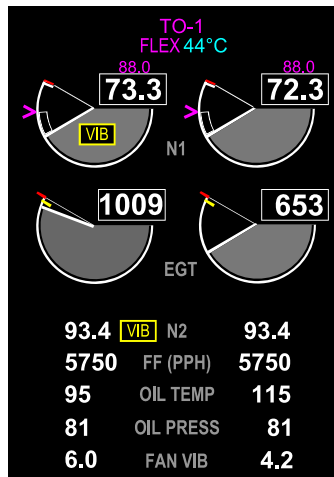 TO-1
FLEX 44°C
88.0 88.0
73.3 72.3
VIB
N1
1009 653
EGT
93.4 VIB N2 93.4
5750 FF (PPH) 5750
95 OIL TEMP 115
81 OIL PRESS 81
6.0 FAN VIB 4.2